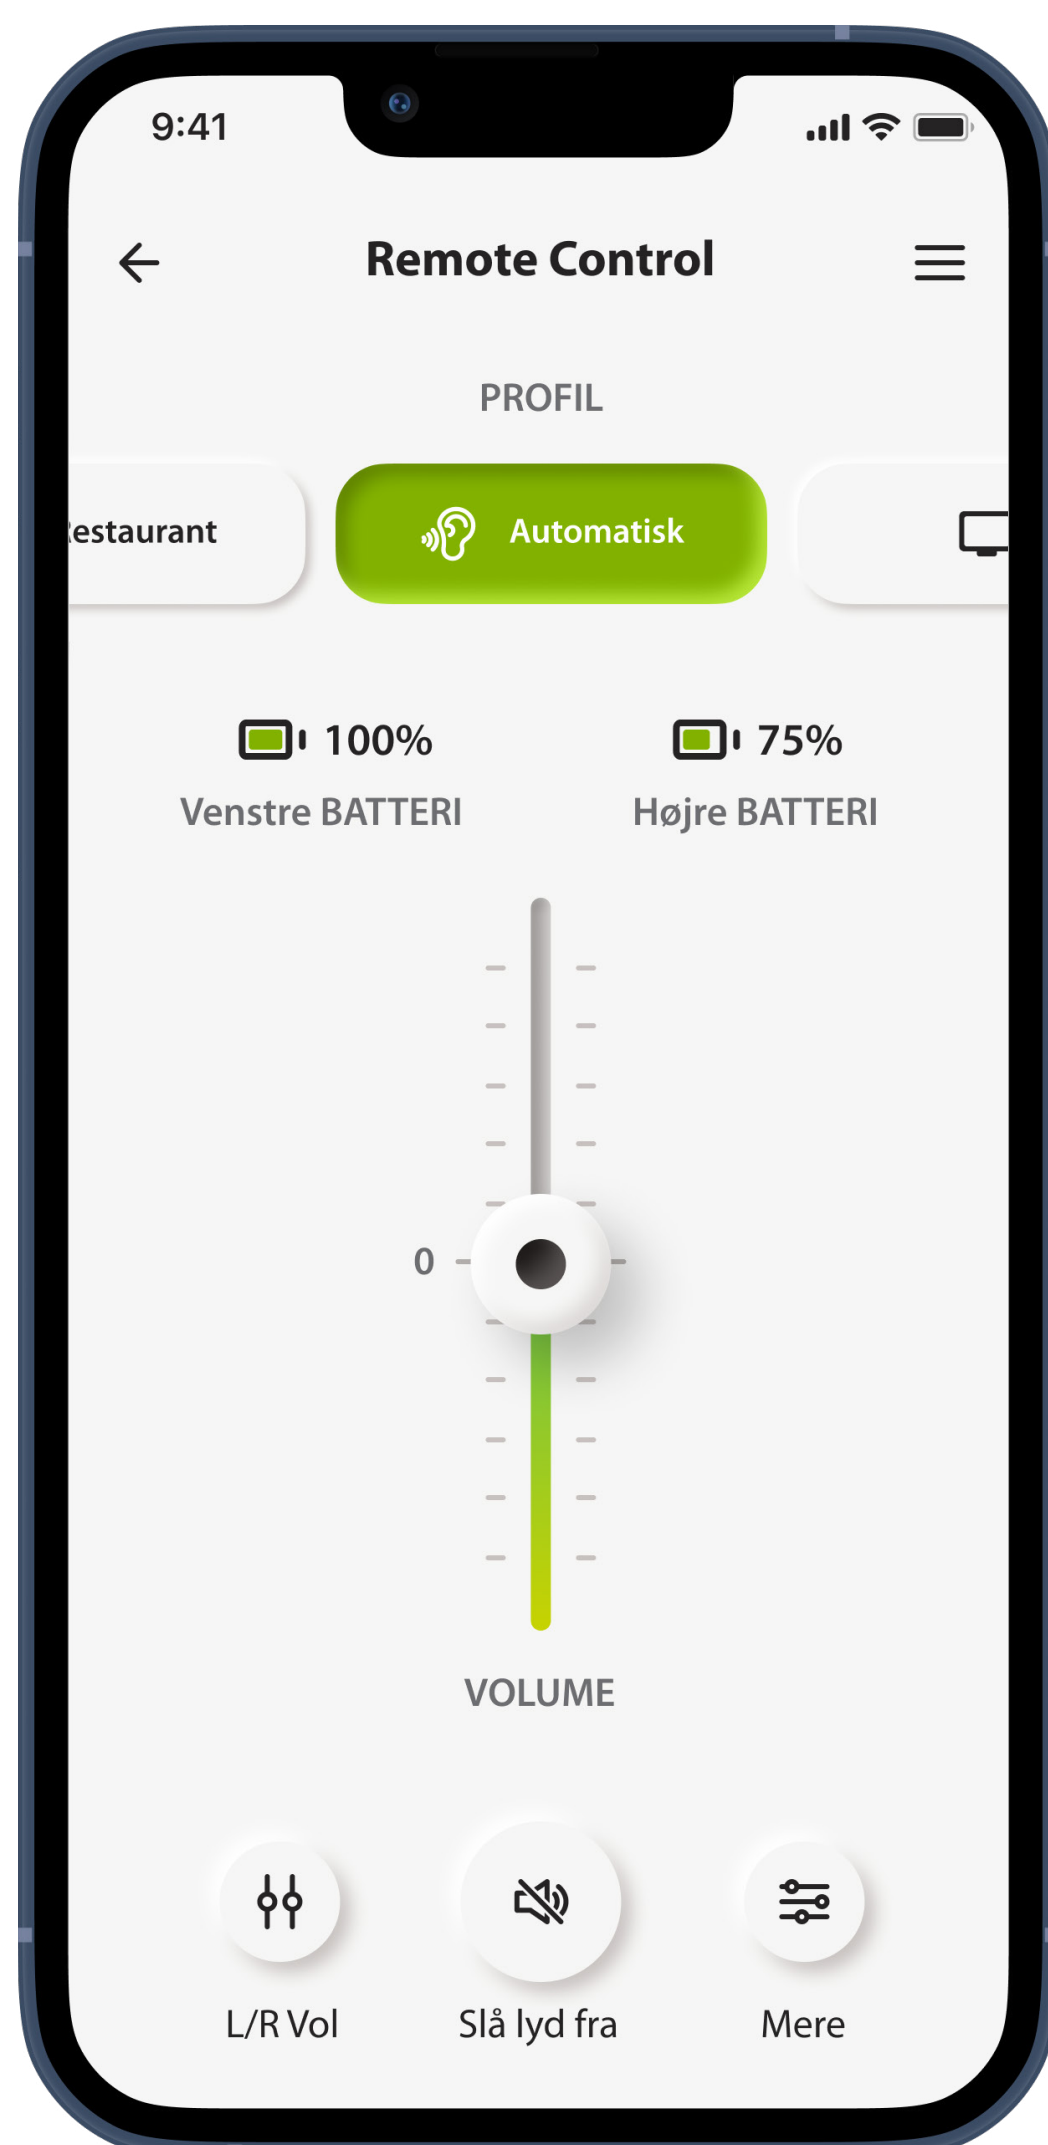 9:41
Remote Control
PROFIL
estaurant
Automatisk
100%
75%
Venstre BATTERI
Højre BATTERI
0
VOLUME
L/R Vol
Slå lyd fra
Mere